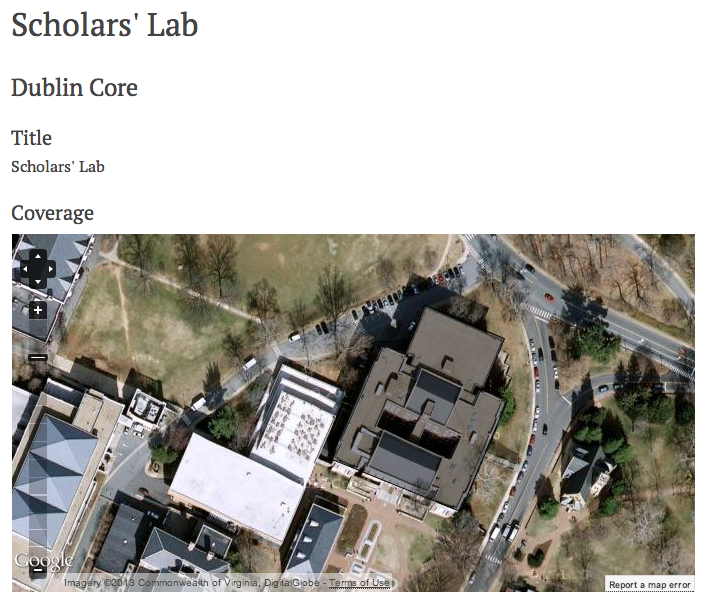 Scholars' Lab
Dublin Core
Title
Scholars' Lab
Coverage
Google
Imagery ©2013 Commonwealth of Virginia, DigitalGlobe - Terms of Use
Report a map error